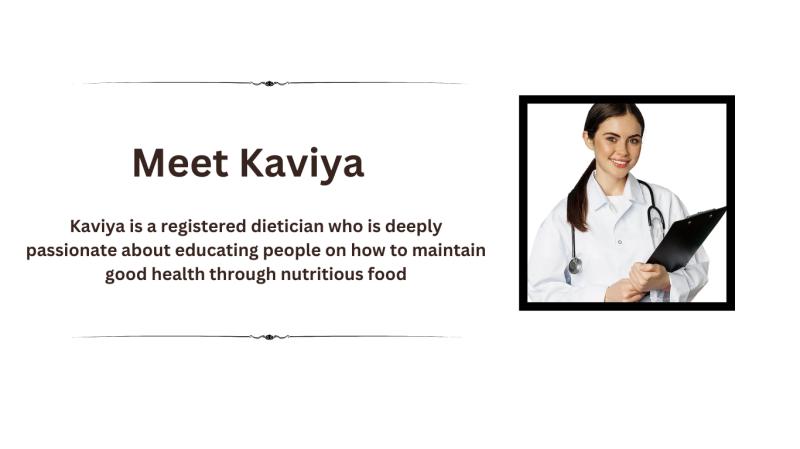 Meet Kaviya
Kaviya is a registered dietician who is deeply
passionate about educating people on how to maintain
good health through nutritious food